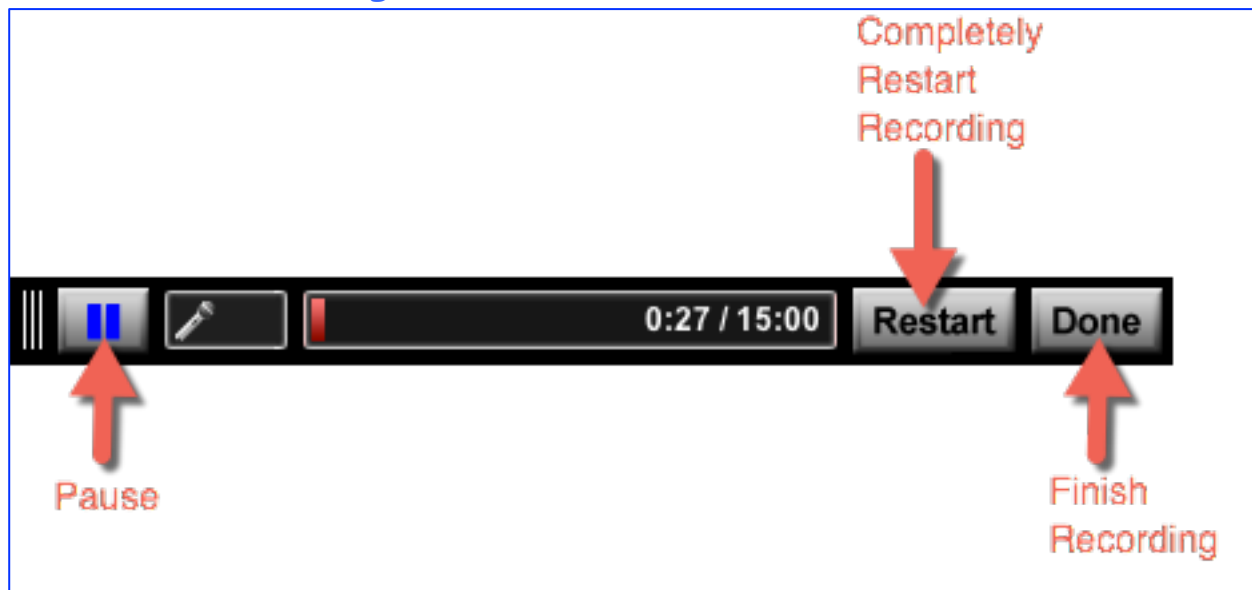 Completely
Restart
Recording
0:27 / 15:00
Restart
Done
Pause
Finish
Recording